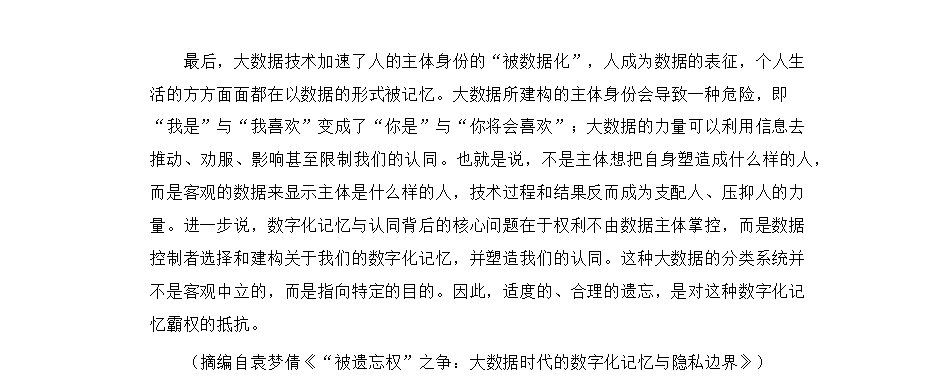 最后，大数据技术加速了人的主体身份的“被数据化”，人成为数据的表征，个人生
活的方方面面都在以数据的形式被记忆。大数据所建构的主体身份会导致一种危险，即
“我是”与“我喜欢”变成了“你是”与“你将会喜欢”；大数据的力量可以利用信息去
推动、劝服、影响甚至限制我们的认同。也就是说，不是主体想把自身塑造成什么样的人，
而是客观的数据来显示主体是什么样的人，技术过程和结果反而成为支配人、压抑人的力
量。进一步说，数字化记忆与认同背后的核心问题在于权利不由数据主体掌控，而是数据
控制者选择和建构关于我们的数字化记忆，并塑造我们的认同。这种大数据的分类系统并
不是客观中立的，而是指向特定的目的。因此，适度的、合理的遗忘，是对这种数字化记
忆霸权的抵抗。
（摘编自袁梦倩《“被遗忘权”之争：大数据时代的数字化记忆与隐私边界》）